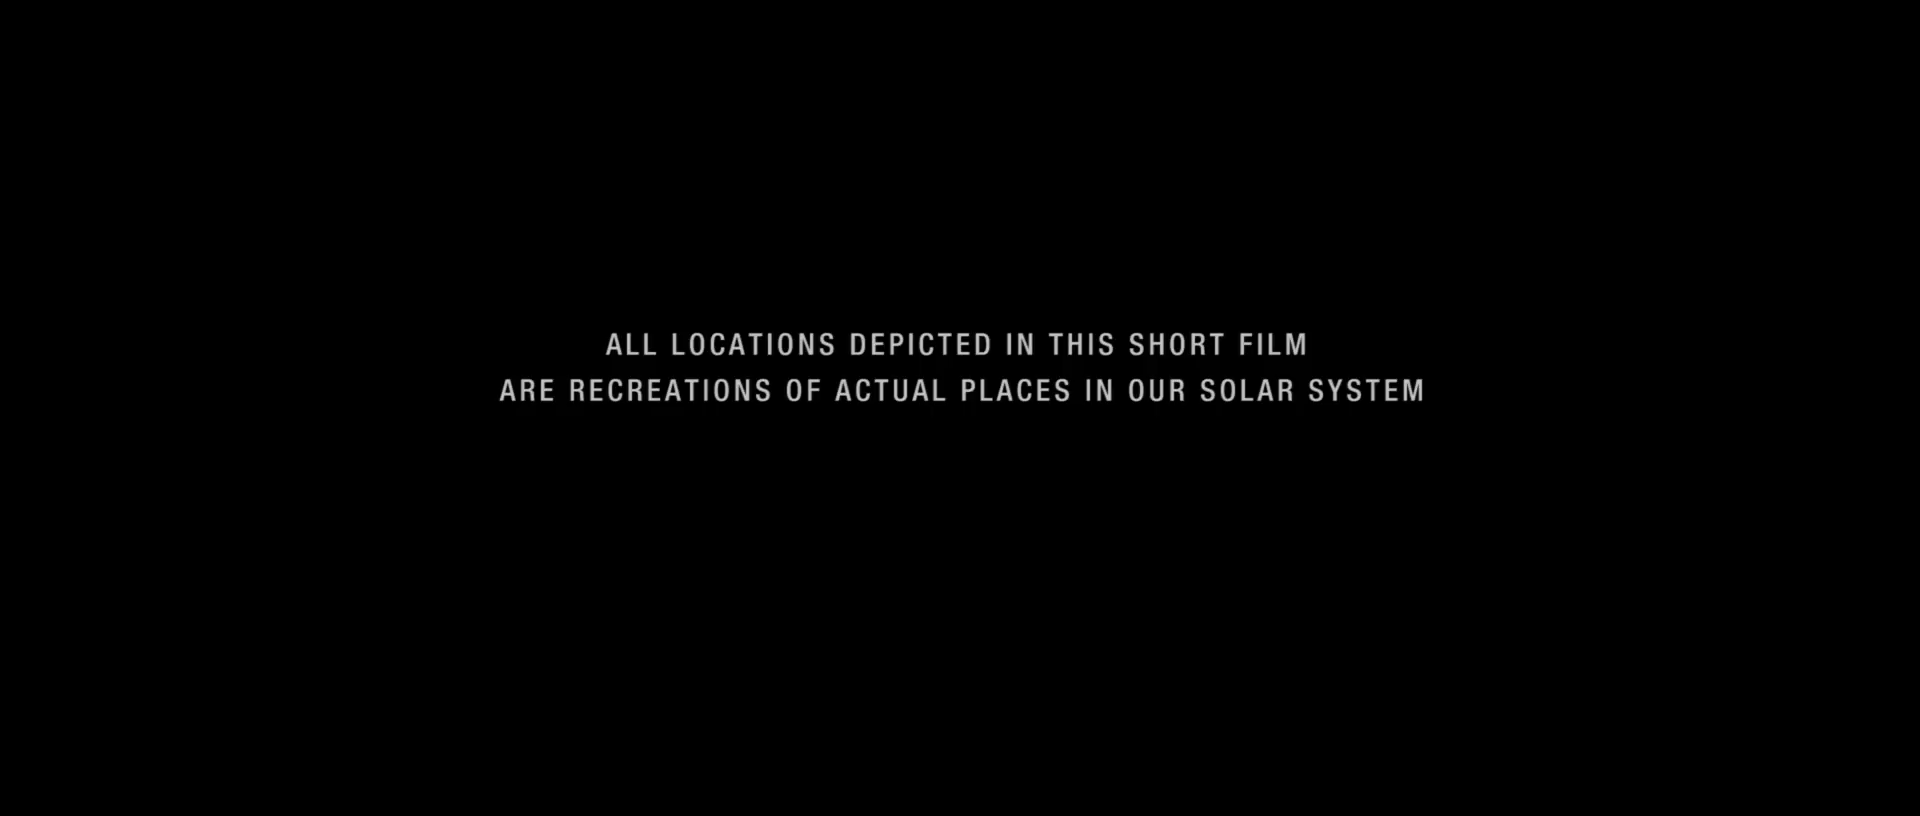 ALL LOCATIONS DEPICTED IN THIS SHORT FILM
ARE RECREATIONS OF ACTUAL PLACES IN OUR SOLAR SYSTEM